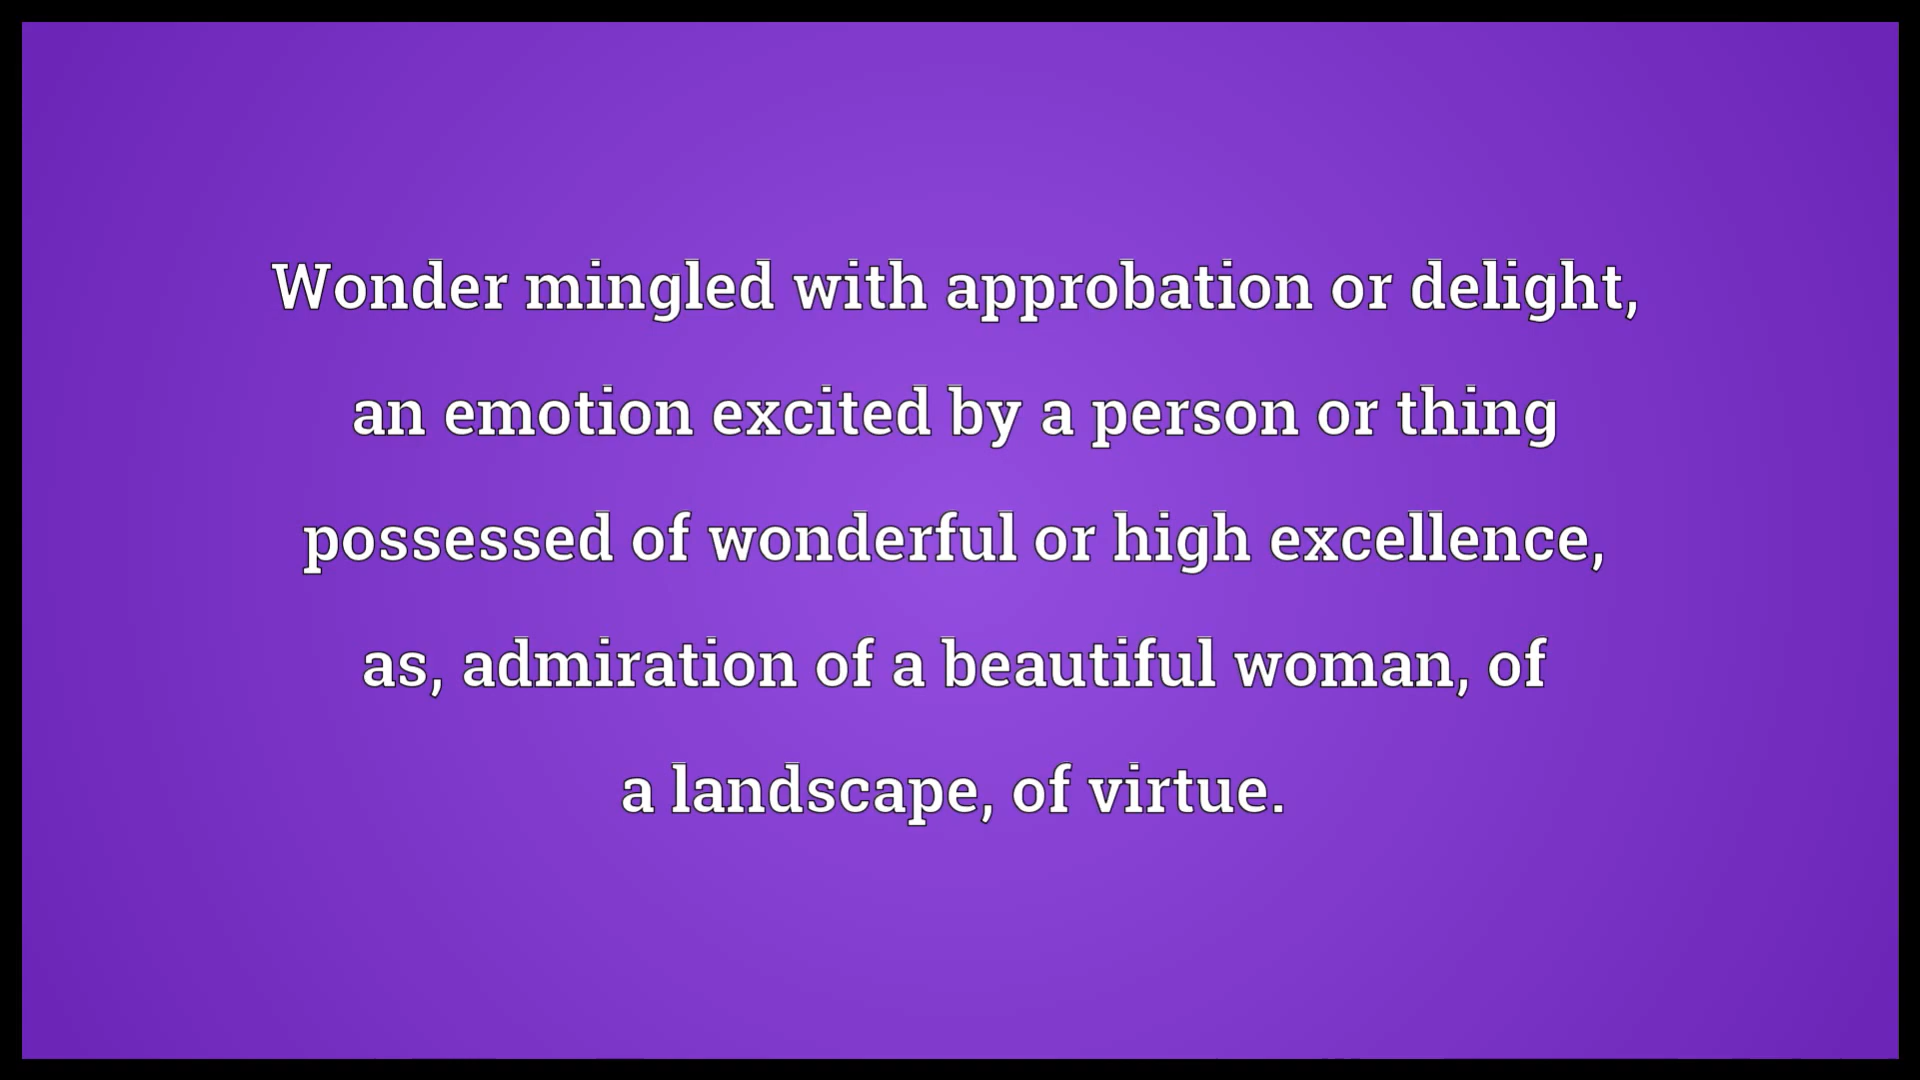 Wonder mingled with approbation or delight,
an emotion excited by a person or thing
possessed of wonderful or high excellence,
as, admiration of a beautiful woman, of
a landscape, of virtue.